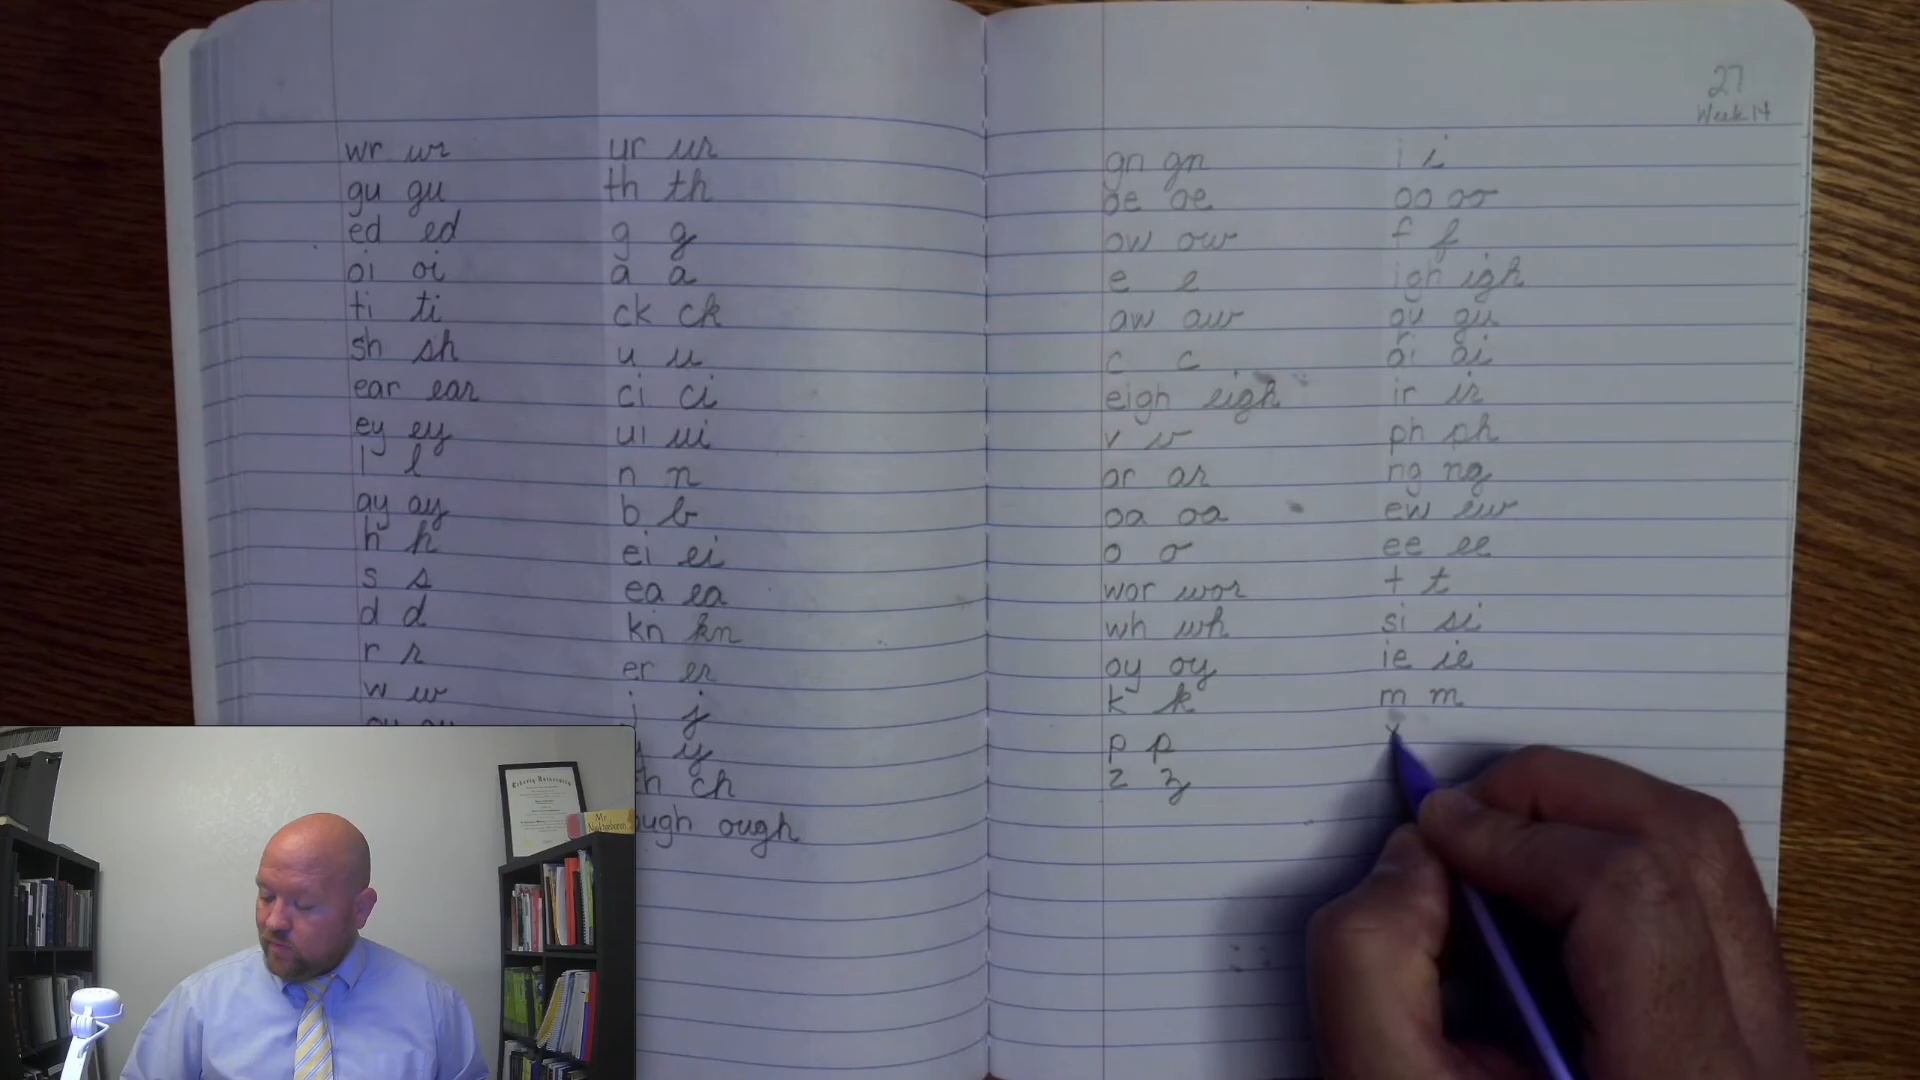 27
Week 14
wr wr
gu gu
ed ed
oi oi
ti ti
sh sh
ear ear
ey ey
l l
ay ay
h h
s s
d d
r r
w w
ur ur
th th
g g
a a
ck ck
u u
ci ci
ui ui
n n
b b
ei ei
ea ea
kn kn
er er
j j
y
ch
ough ough
gn gn
oe oe
ow ow
e e
aw aw
c c
eigh eigh
v v
ar ar
oa oa
o o
wor wor
wh wh
oy oy
k k
p p
z z
i i
oo oo
f f
igh igh
qu qu
ai ai
ir ir
ph ph
ng ng
ew ew
ee ee
t t
si si
ie ie
m m
x
Liberty University
Mr.